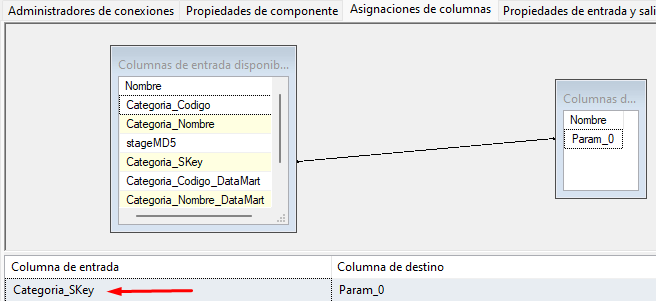 Administradores de conexiones Propiedades de componente Asignaciones de columnas Propiedades de entrada y sali
Columnas de entrada disponib...
Nombre
Categoria_Codigo
Categoria_Nombre
stageMD5
Categoria_SKey
Categoria_Codigo_DataMart
Categoria_Nombre_DataMart
Columnas d...
Nombre
Param_0
Columna de entrada Columna de destino
Categoria_SKey Param_0